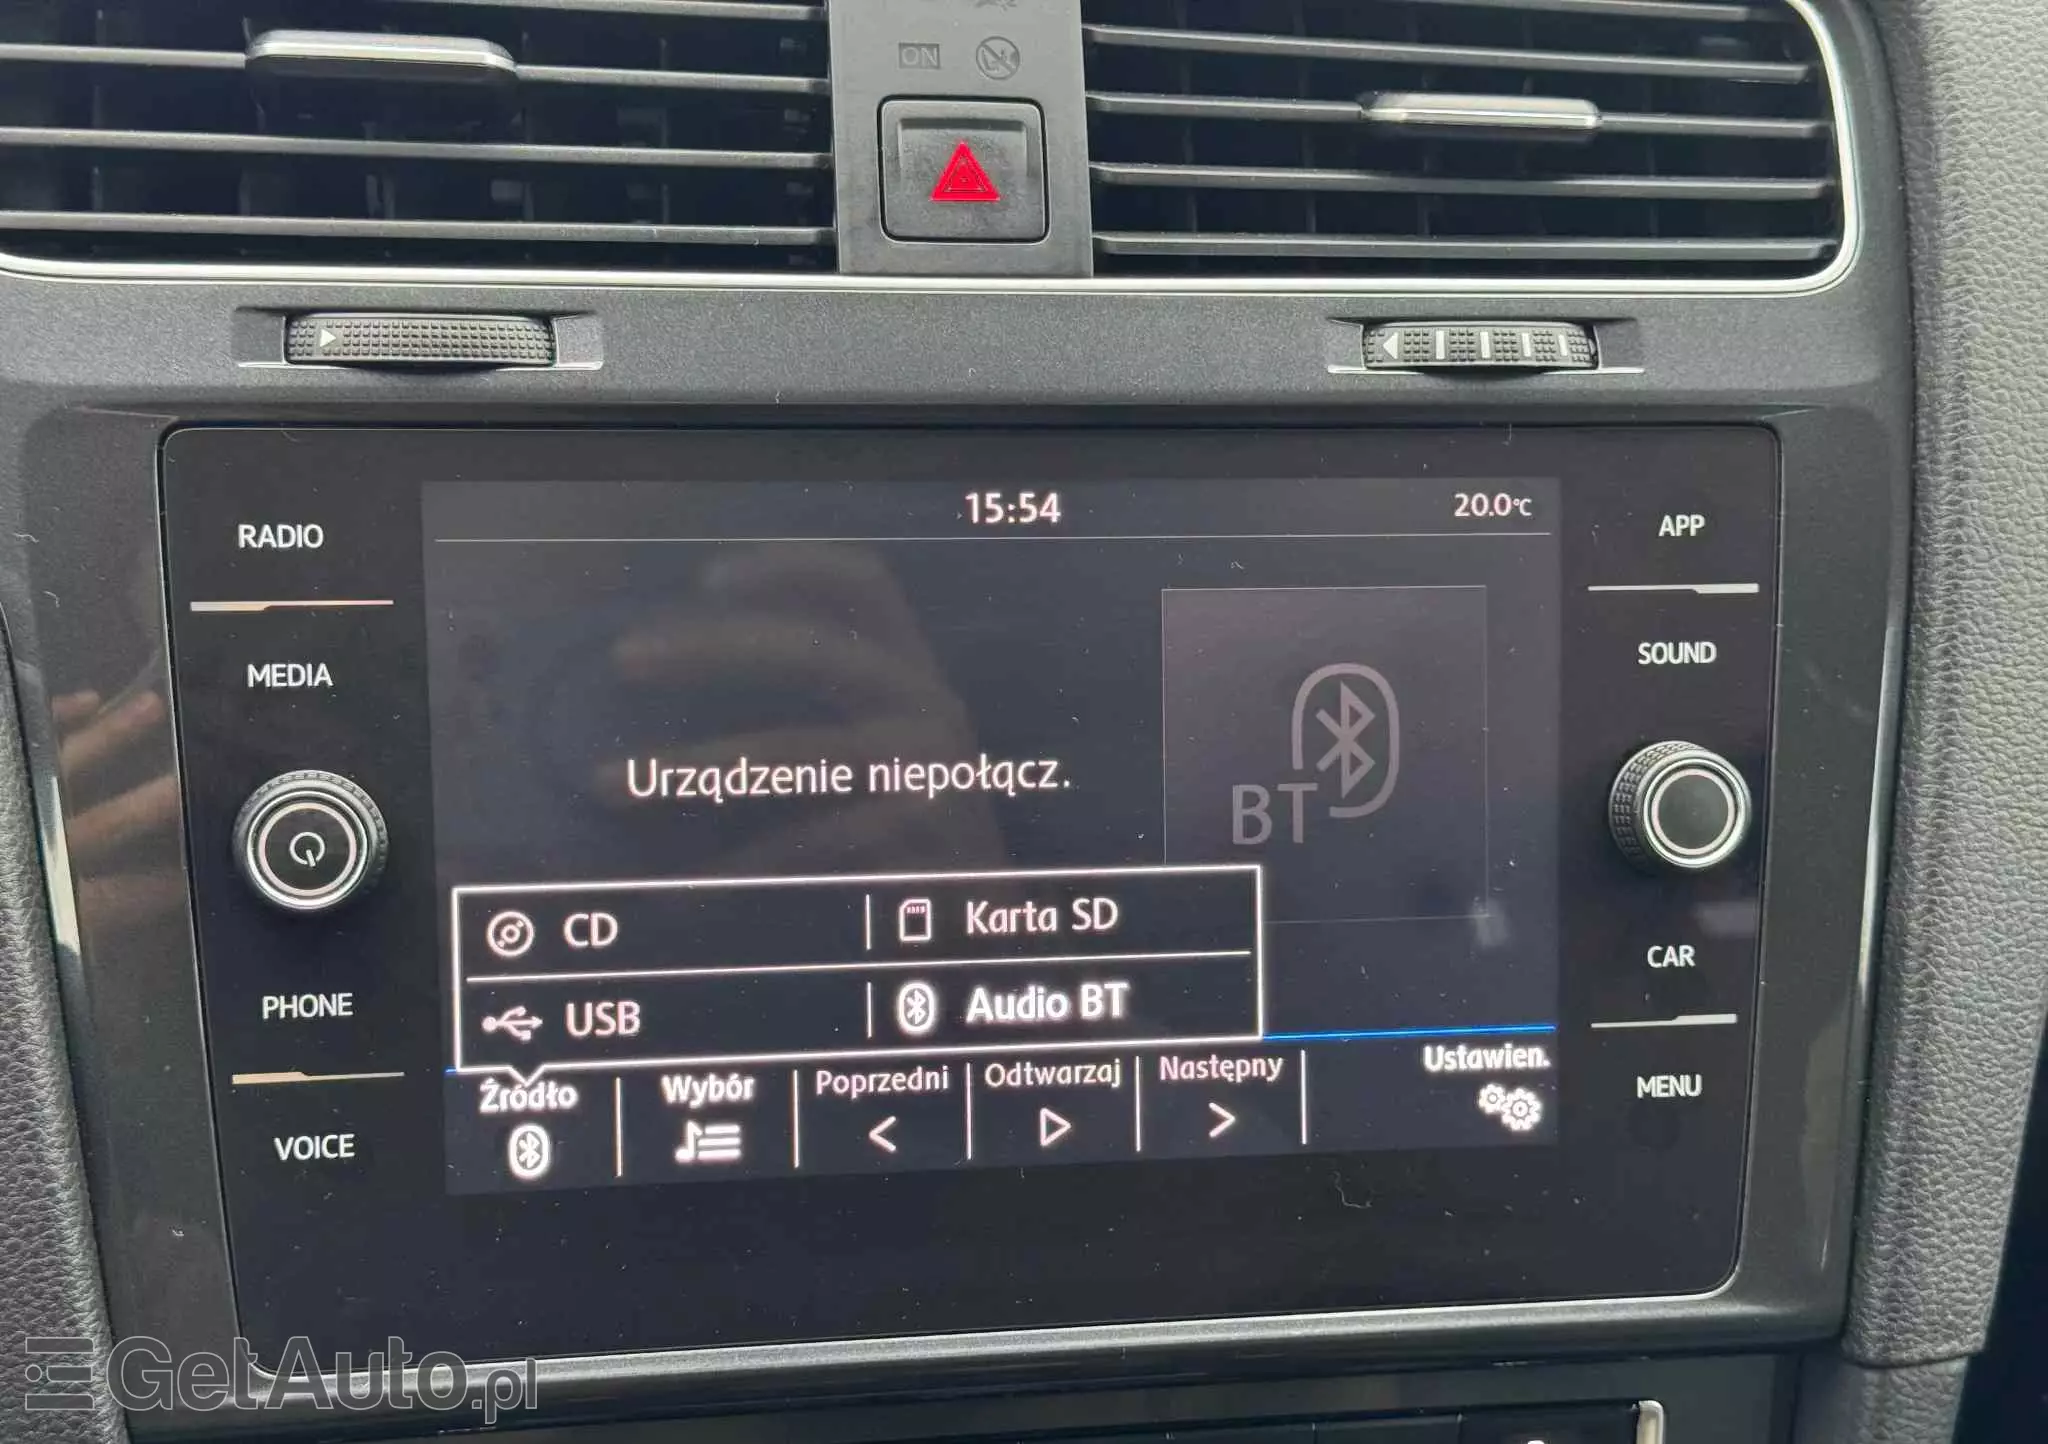 ON
15:54
20.0°C
RADIO
APP
MEDIA
SOUND
BT
Urządzenie niepołącz.
CD
Karta SD
USB
Audio BT
PHONE
CAR
Źródło
Wybór
Poprzedni
Odtwarzaj
Następny
Ustawien.
VOICE
MENU
GetAuto.pl